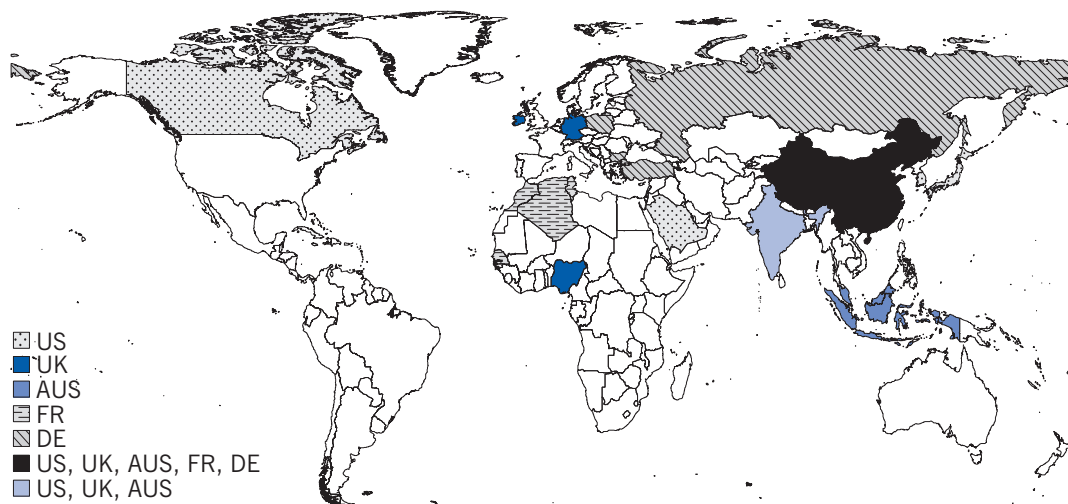 US
UK
AUS
FR
DE
US, UK, AUS, FR, DE
US, UK, AUS